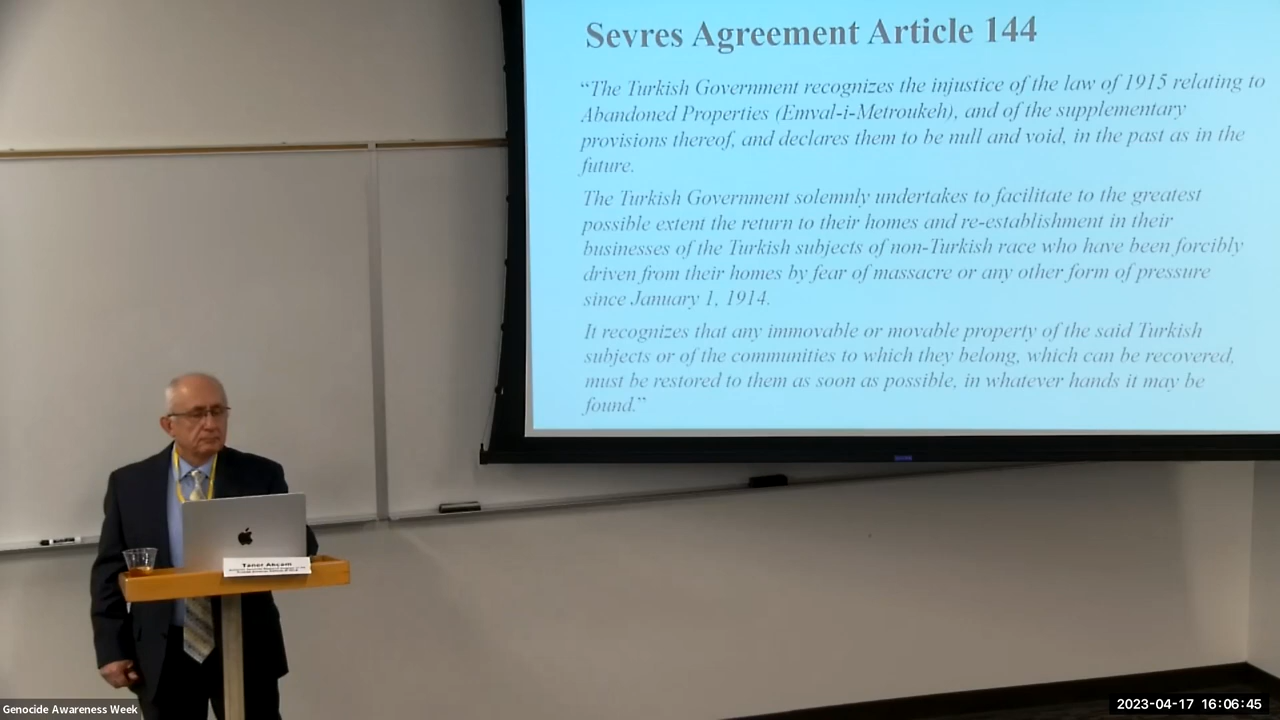 Sevres Agreement Article 144
“The Turkish Government recognizes the injustice of the law of 1915 relating to
Abandoned Properties (Emval-i-Metroukeh), and of the supplementary
provisions thereof, and declares them to be null and void, in the past as in the
future.
The Turkish Government solemnly undertakes to facilitate to the greatest
possible extent the return to their homes and re-establishment in their
businesses of the Turkish subjects of non-Turkish race who have been forcibly
driven from their homes by fear of massacre or any other form of pressure
since January 1, 1914.
It recognizes that any immovable or movable property of the said Turkish
subjects or of the communities to which they belong, which can be recovered,
must be restored to them as soon as possible, in whatever hands it may be
found.”
Taner Akçam
Genocide Awareness Week
2023-04-17 16:06:45